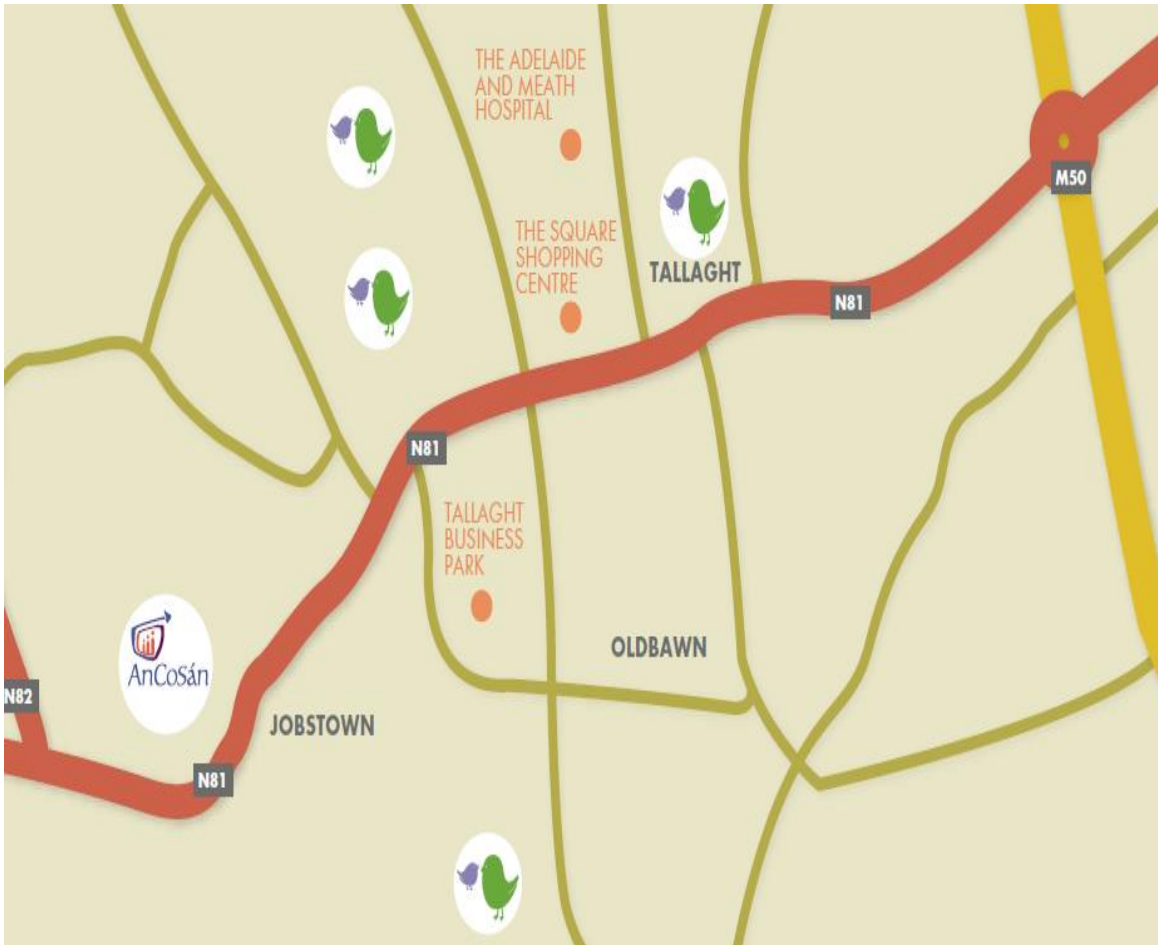 THE ADELAIDE
AND MEATH
HOSPITAL
M50
THE SQUARE
SHOPPING
CENTRE
TALLAGHT
N81
N81
TALLAGHT
BUSINESS
PARK
OLDBAWN
AnCosán
N82
JOBSTOWN
N81